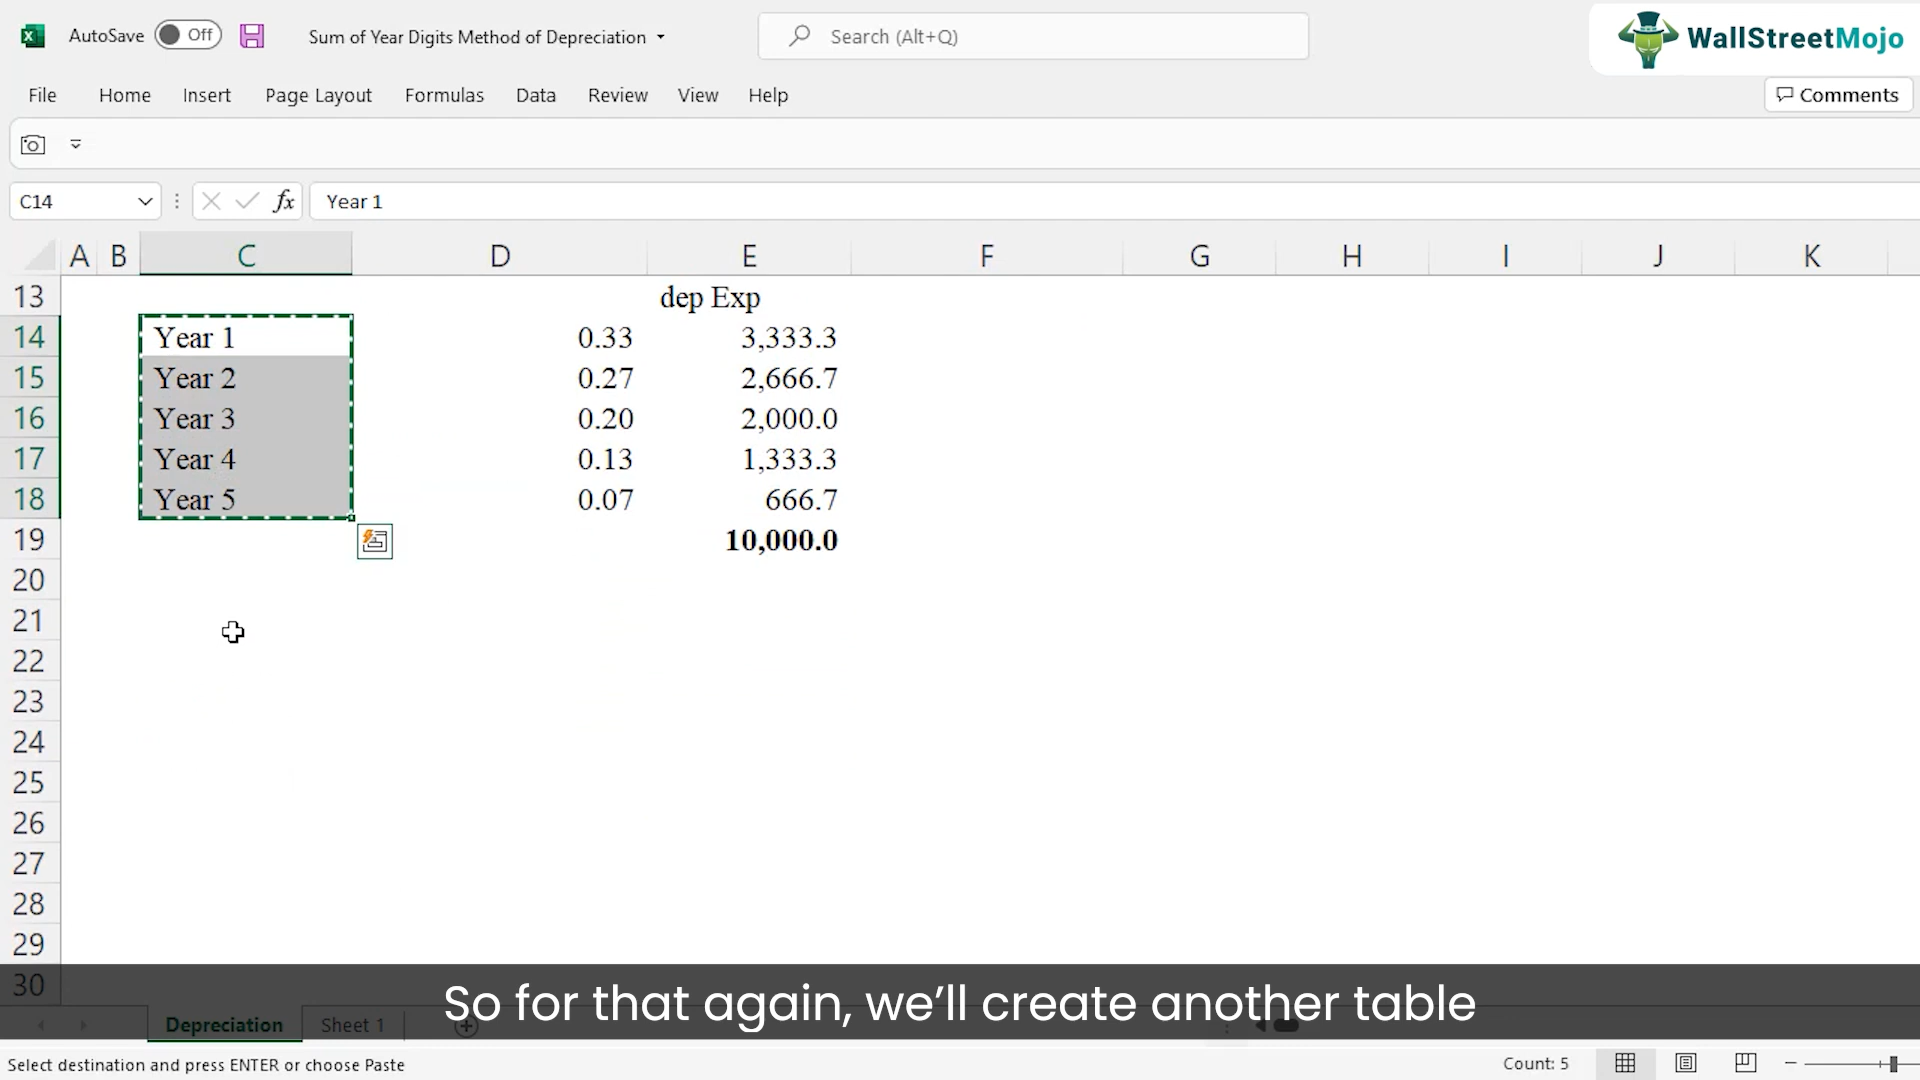 AutoSave Off Sum of Year Digits Method of Depreciation Search (Alt+Q) WallStreetMojo
File Home Insert Page Layout Formulas Data Review View Help Comments
C14 fx Year 1
A B C D E F G H I J K
13 dep Exp
14 Year 1 0.33 3,333.3
15 Year 2 0.27 2,666.7
16 Year 3 0.20 2,000.0
17 Year 4 0.13 1,333.3
18 Year 5 0.07 666.7
19 10,000.0
20
21
22
23
24
25
26
27
28
29
30
So for that again, we’ll create another table
Depreciation Sheet 1
Select destination and press ENTER or choose Paste Count: 5